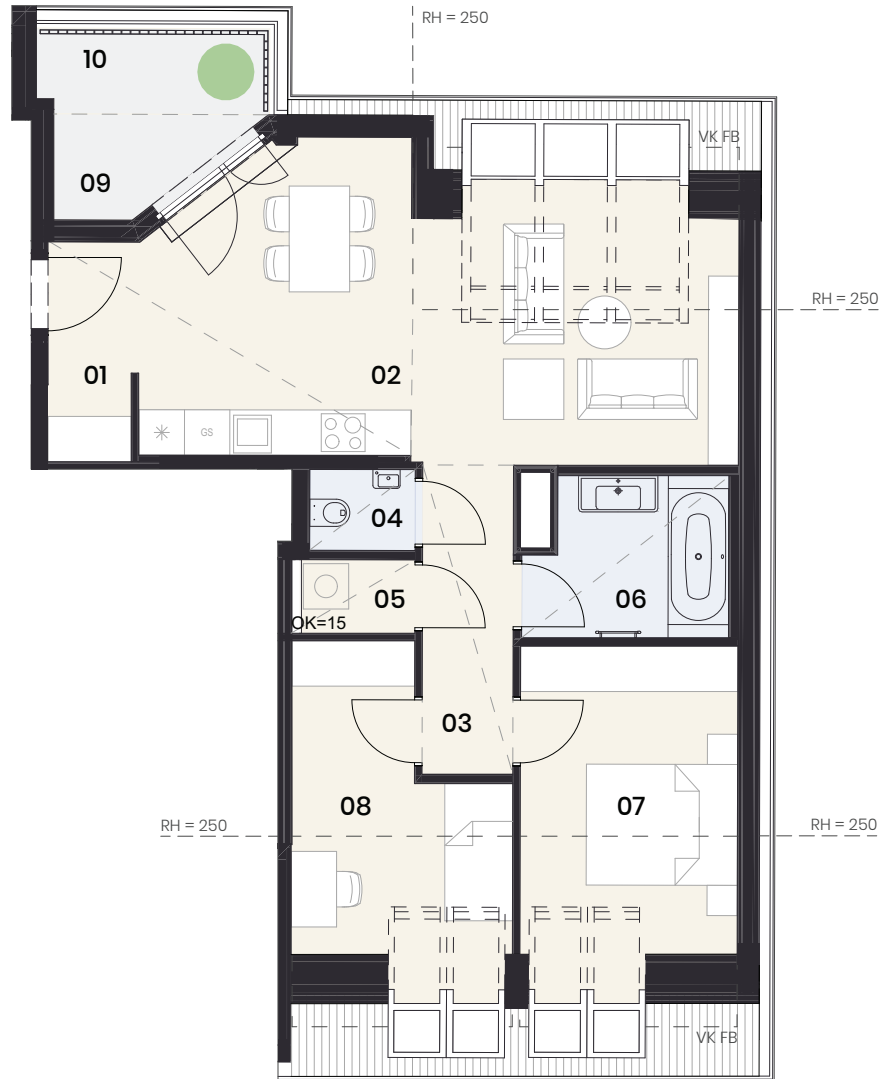 RH = 250
10
VK FB
09
RH = 250
01
02
GS
04
05
06
OK=15
03
08
07
RH = 250
RH = 250
VK FB